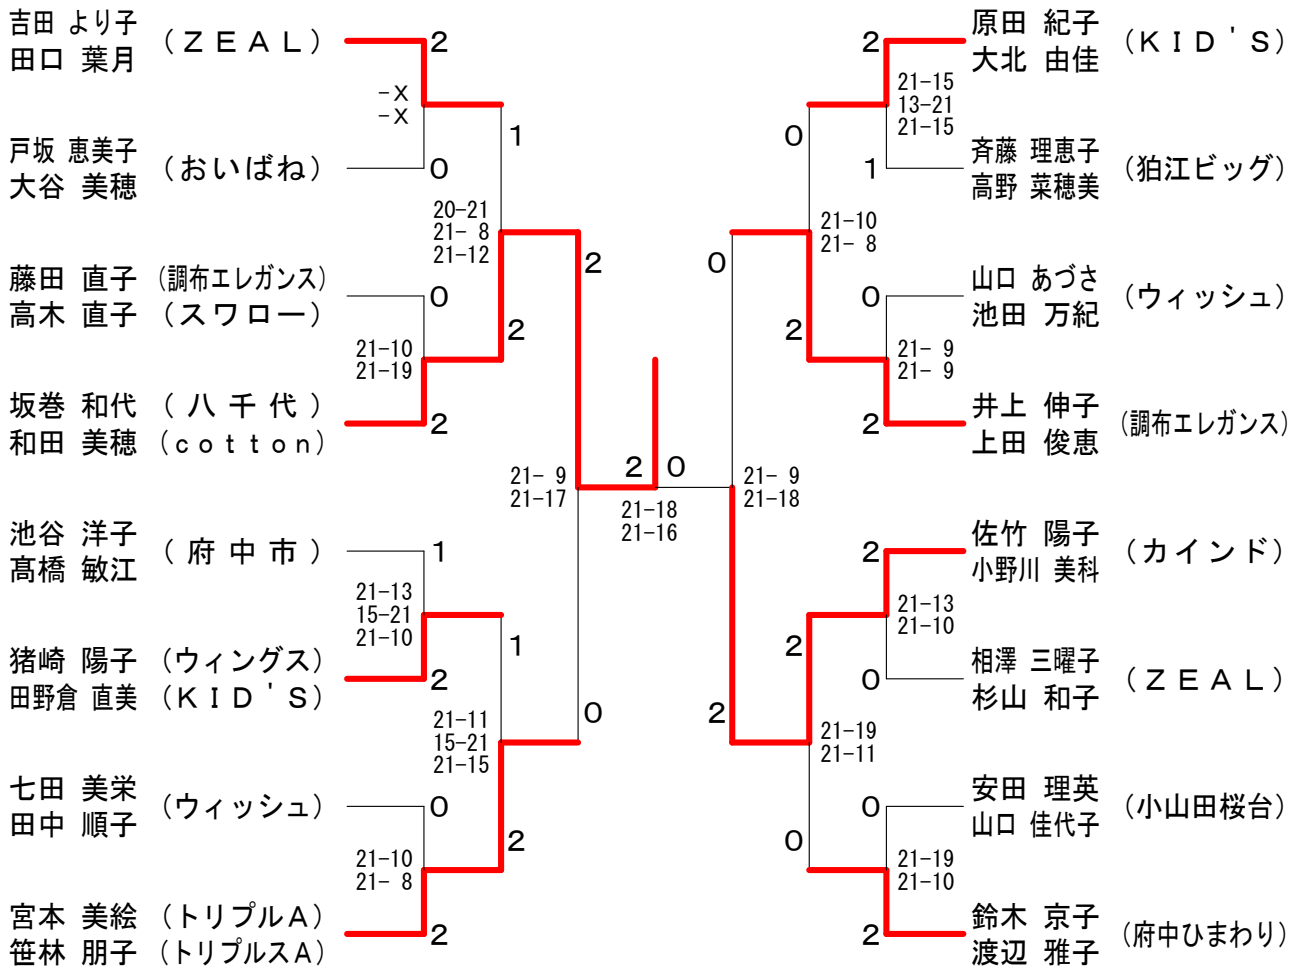 吉田 より子
田口 葉月
(ZEAL)
2
-X
-X
戸坂 恵美子
大谷 美穂
(おいばね)
0
1
20-21
21- 8
21-12
藤田 直子 (調布エレガンス)
高木 直子 (スワロー)
0
21-10
21-19
2
坂巻 和代 (八千代)
和田 美穂 (cotton)
2
2
21- 9
21-17
池谷 洋子
髙橋 敏江
(府中市)
1
21-13
15-21
21-10
猪崎 陽子 (ウィングス)
田野倉 直美 (KID'S)
2
1
21-11
15-21
21-15
0
七田 美栄
田中 順子
(ウィッシュ)
0
21-10
21- 8
2
宮本 美絵 (トリプルA)
笹林 朋子 (トリプルスA)
2
2 0
21-18
21-16
原田 紀子
大北 由佳
(KID'S)
2
21-15
13-21
21-15
0
斉藤 理恵子
高野 菜穂美
(狛江ビッグ)
1
21-10
21- 8
0
山口 あづさ
池田 万紀
(ウィッシュ)
0
21- 9
21- 9
2
井上 伸子
上田 俊恵
(調布エレガンス)
2
21- 9
21-18
佐竹 陽子
小野川 美科
(カインド)
2
21-13
21-10
2
相澤 三曜子
杉山 和子
(ZEAL)
0
2
21-19
21-11
安田 理英
山口 佳代子
(小山田桜台)
0
0
21-19
21-10
鈴木 京子
渡辺 雅子
(府中ひまわり)
2